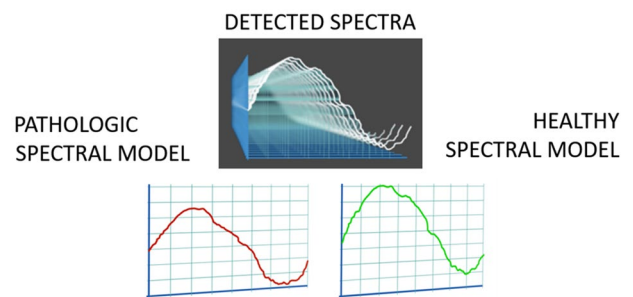 DETECTED SPECTRA
PATHOLOGIC
SPECTRAL MODEL
HEALTHY
SPECTRAL MODEL